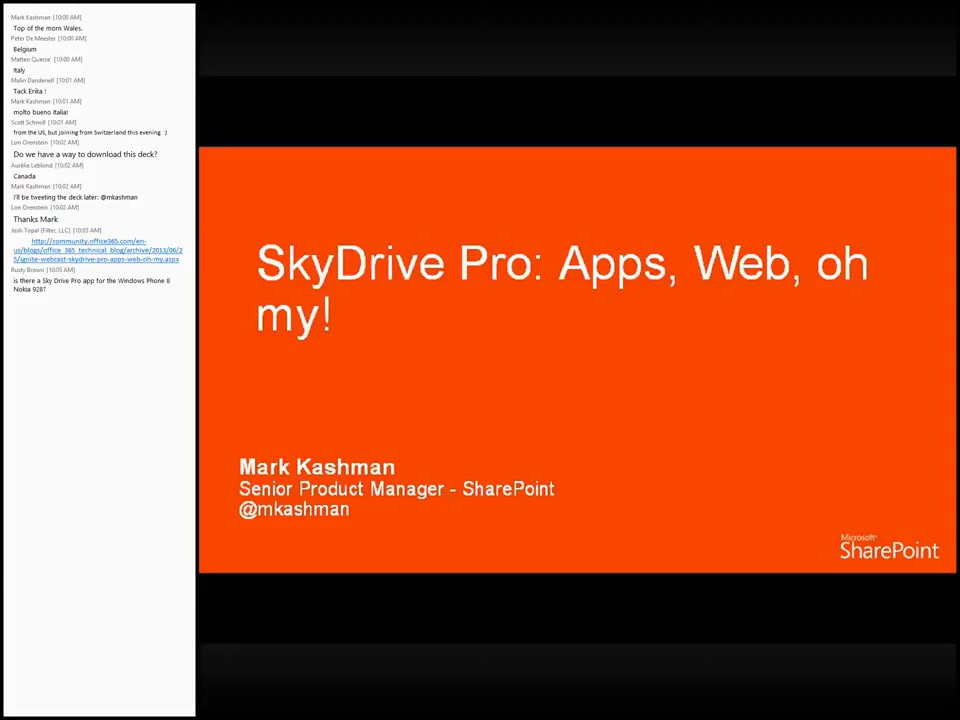 Mark Kashman [10:00 AM]
Top of the morn Wales.
Peter De Meester [10:00 AM]
Belgium
Matteo Querze' [10:00 AM]
Italy
Malin Dandenell [10:01 AM]
Tack Erika !
Mark Kashman [10:01 AM]
molto bueno Italia!
Scott Schnoll [10:01 AM]
from the US, but joining from Switzerland this evening. :)
Lon Orenstein [10:02 AM]
Do we have a way to download this deck?
Aurélie Leblond [10:02 AM]
Canada
Mark Kashman [10:02 AM]
I'll be tweeting the deck later: @mkashman
Lon Orenstein [10:02 AM]
Thanks Mark
Josh Topal (Filter, LLC) [10:03 AM]
http://community.office365.com/en-
us/blogs/office_365_technical_blog/archive/2013/06/2
5/ignite-webcast-skydrive-pro-apps-web-oh-my.aspx
Rusty Brown [10:05 AM]
is there a Sky Drive Pro app for the Windows Phone 8
Nokia 928?
SkyDrive Pro: Apps, Web, oh
my!
Mark Kashman
Senior Product Manager - SharePoint
@mkashman
Microsoft
SharePoint